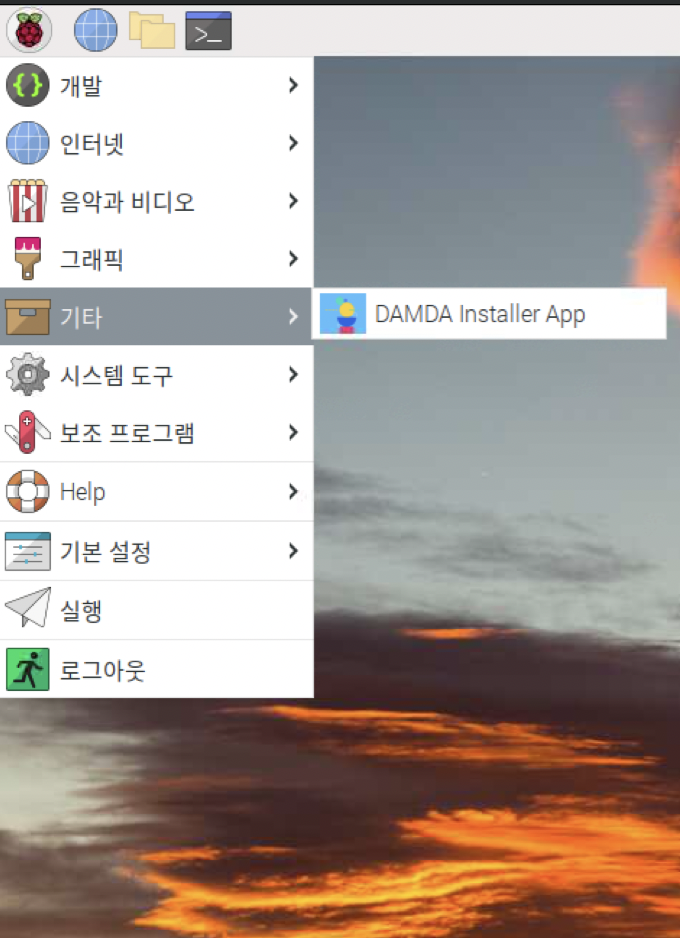 개발
인터넷
음악과 비디오
그래픽
기타
DAMDA Installer App
시스템 도구
보조 프로그램
Help
기본 설정
실행
로그아웃